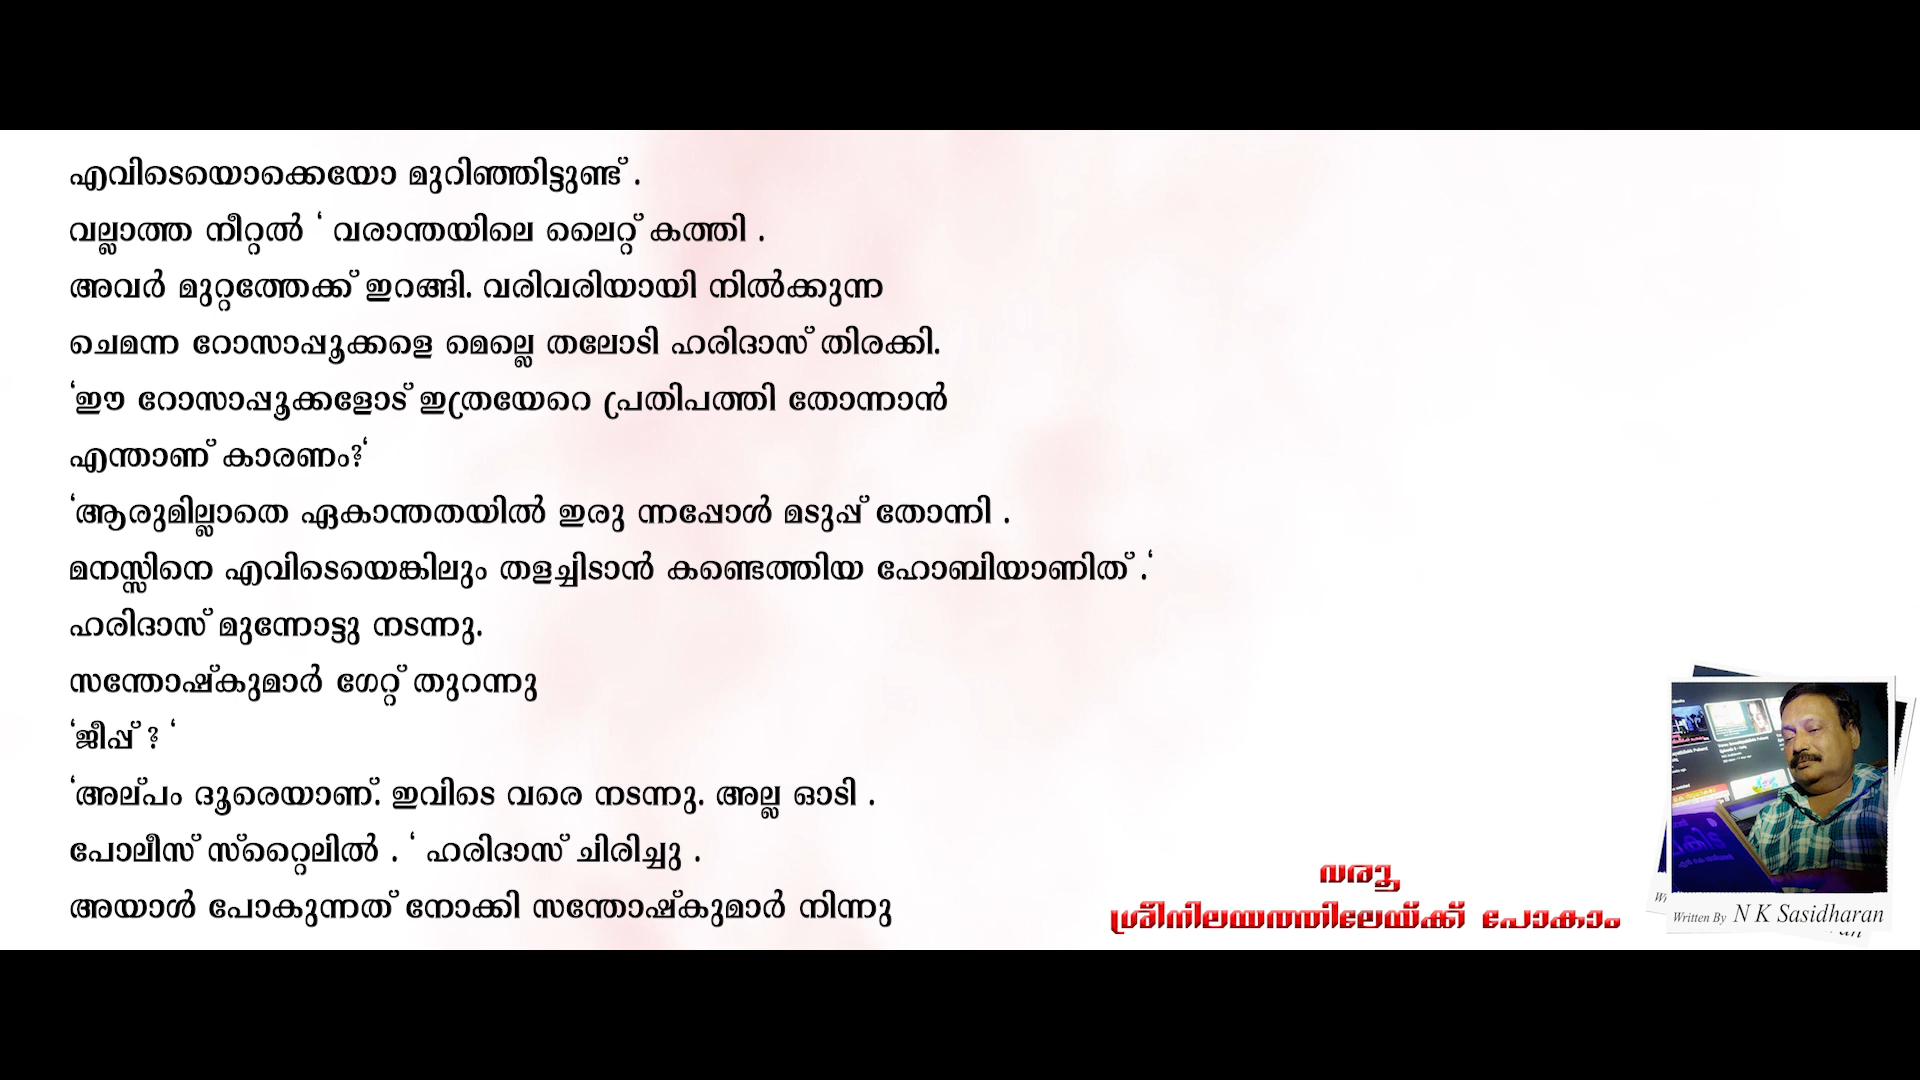 എവിടെയൊക്കെയോ മുറിഞ്ഞിട്ടുണ്ട് .
വല്ലാത്ത നീറ്റൽ ‘ വരാന്തയിലെ ലൈറ്റ് കത്തി .
അവർ മുറ്റത്തേക്ക് ഇറങ്ങി. വരിവരിയായി നിൽക്കുന്ന
ചെമന്ന റോസാപ്പൂക്കളെ മെല്ലെ തലോടി ഹരിദാസ് തിരക്കി.
‘ഈ റോസാപ്പൂക്കളോട് ഇത്രയേറെ പ്രതിപത്തി തോന്നാൻ
എന്താണ് കാരണം?‘
‘ആരുമില്ലാതെ ഏകാന്തതയിൽ ഇരു ന്നപ്പോൾ മടുപ്പ് തോന്നി .
മനസ്സിനെ എവിടെയെങ്കിലും തളച്ചിടാൻ കണ്ടെത്തിയ ഹോബിയാണിത് .‘
ഹരിദാസ് മുന്നോട്ടു നടന്നു.
സന്തോഷ്കുമാർ ഗേറ്റ് തുറന്നു
‘ജീപ്പ് ? ‘
‘അല്പം ദൂരെയാണ്. ഇവിടെ വരെ നടന്നു. അല്ല ഓടി .
പോലീസ് സ്റ്റൈലിൽ . ‘ ഹരിദാസ് ചിരിച്ചു .
അയാൾ പോകുന്നത് നോക്കി സന്തോഷ്കുമാർ നിന്നു
വരൂ
ശ്രീനിലയത്തിലേയ്ക്ക് പോകാം
Written By N K Sasidharan